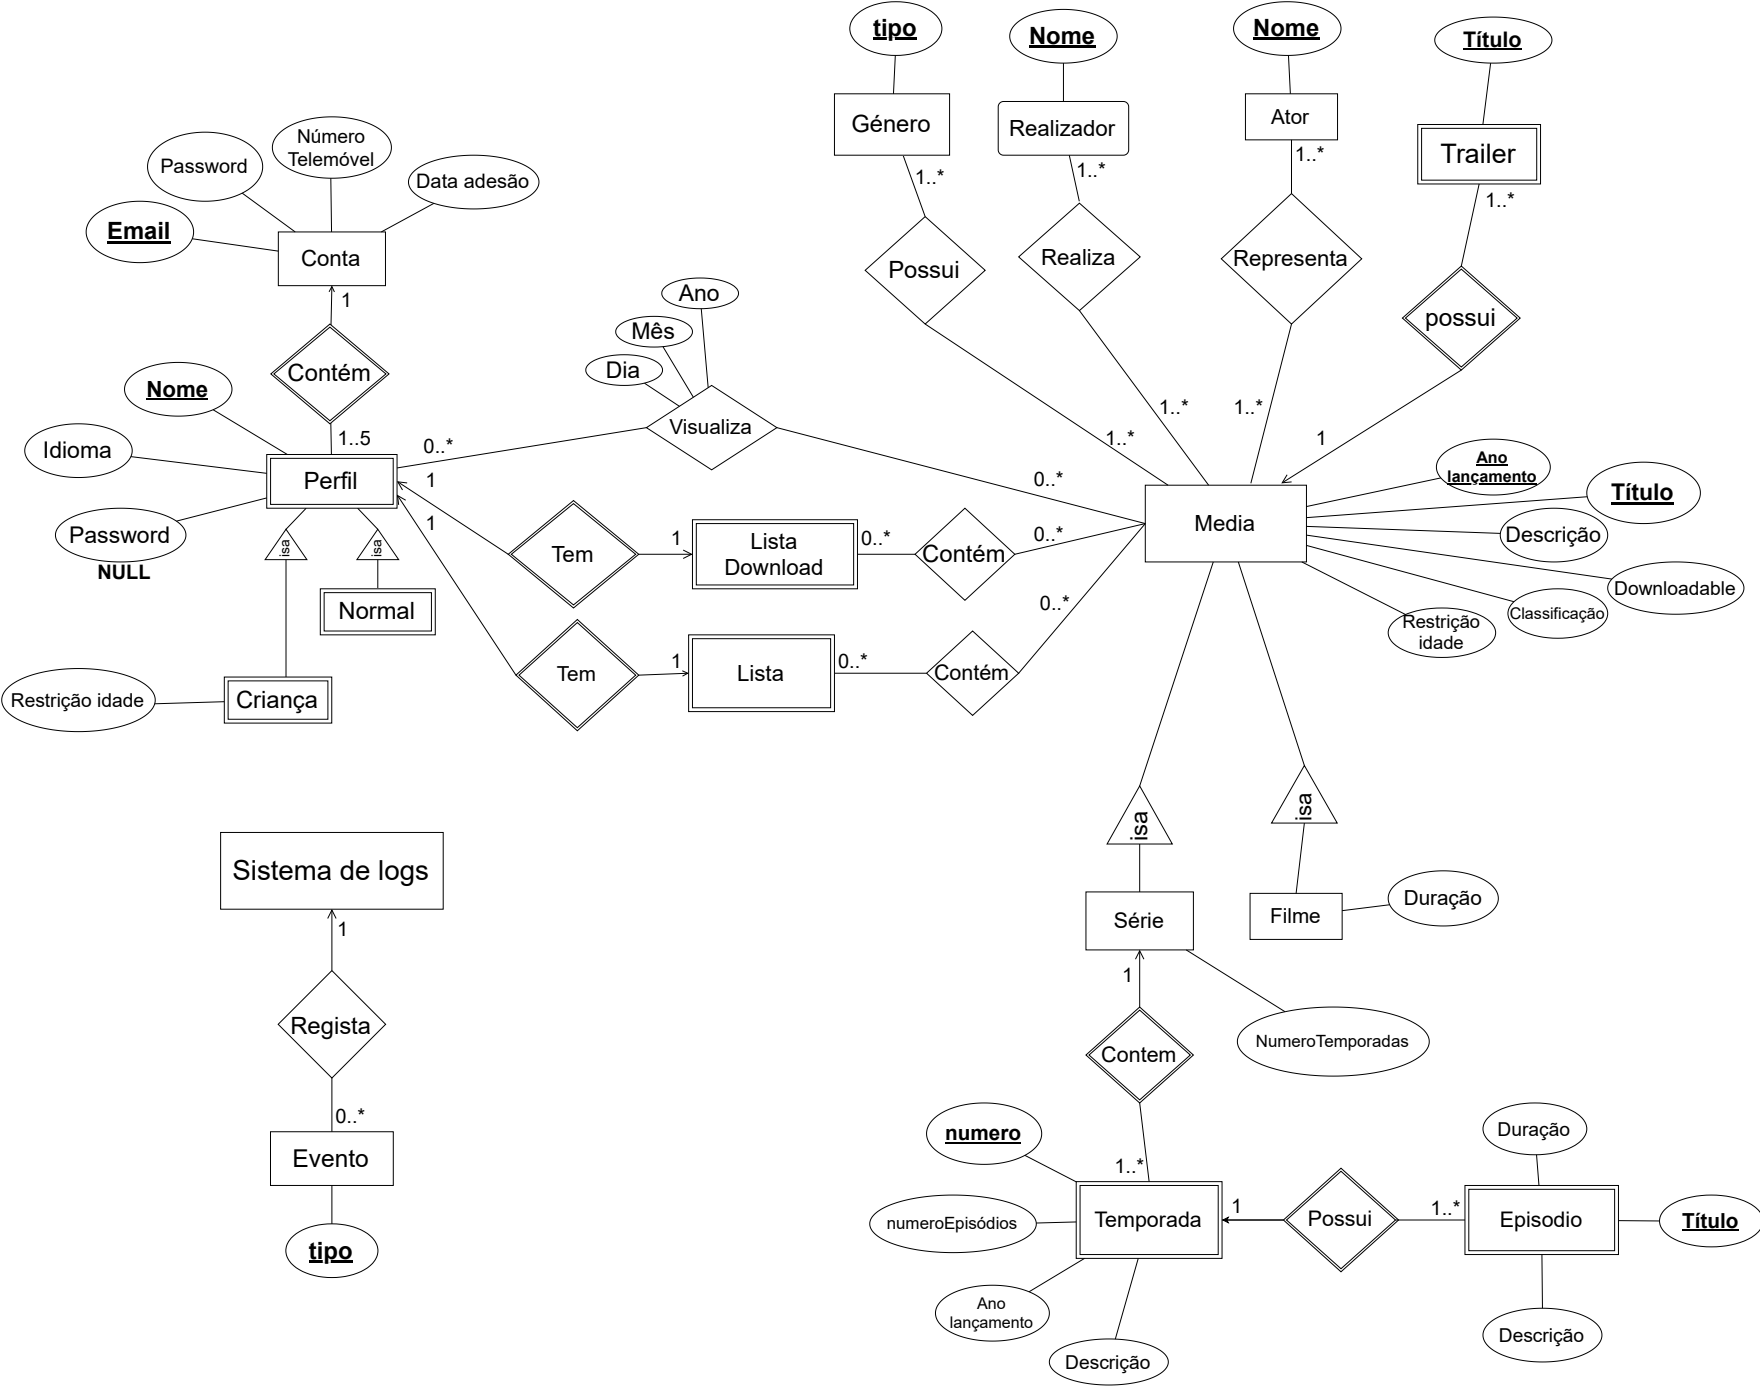 tipo
Nome
Nome
Título
Género
Realizador
Ator
Trailer
1..*
1..*
1..*
1..*
Número
Telemóvel
Password
Data adesão
Email
Conta
1
Possui
Realiza
Representa
possui
Ano
Mês
Dia
Contém
Nome
1..5
Visualiza
0..*
1..*
1..*
1..*
1
Idioma
Perfil
1
1
Password
NULL
0..*
Ano
lançamento
Título
Media
Descrição
Downloadable
Classificação
Restrição
idade
isa
isa
Normal
Tem
1
Lista
Download
0..*
Contém
0..*
Criança
Restrição idade
Tem
1
Lista
0..*
Contém
0..*
isa
isa
Sistema de logs
1
Regista
0..*
Evento
tipo
Série
Filme
Duração
1
NumeroTemporadas
Contem
numero
1..*
numeroEpisódios
Temporada
1
Possui
1..*
Episodio
Duração
Título
Ano
lançamento
Descrição
Descrição